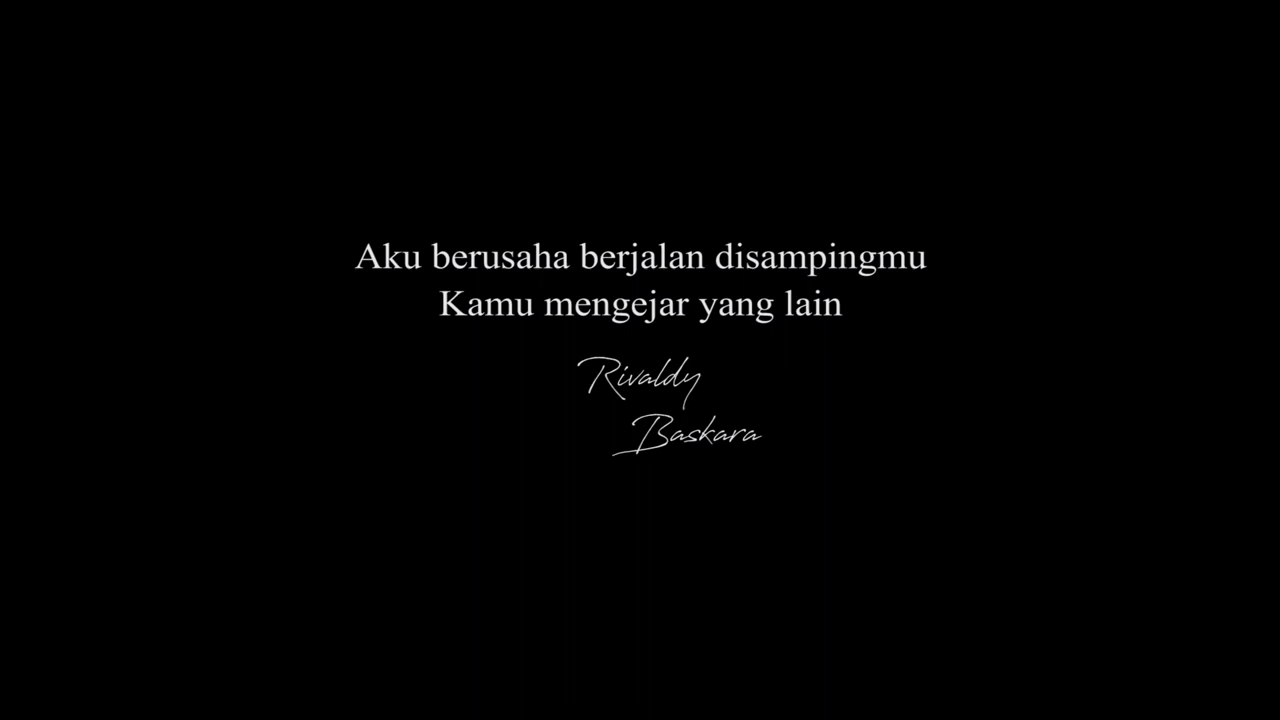 Aku berusaha berjalan disampingmu
Kamu mengejar yang lain
Rivaldy
Baskara